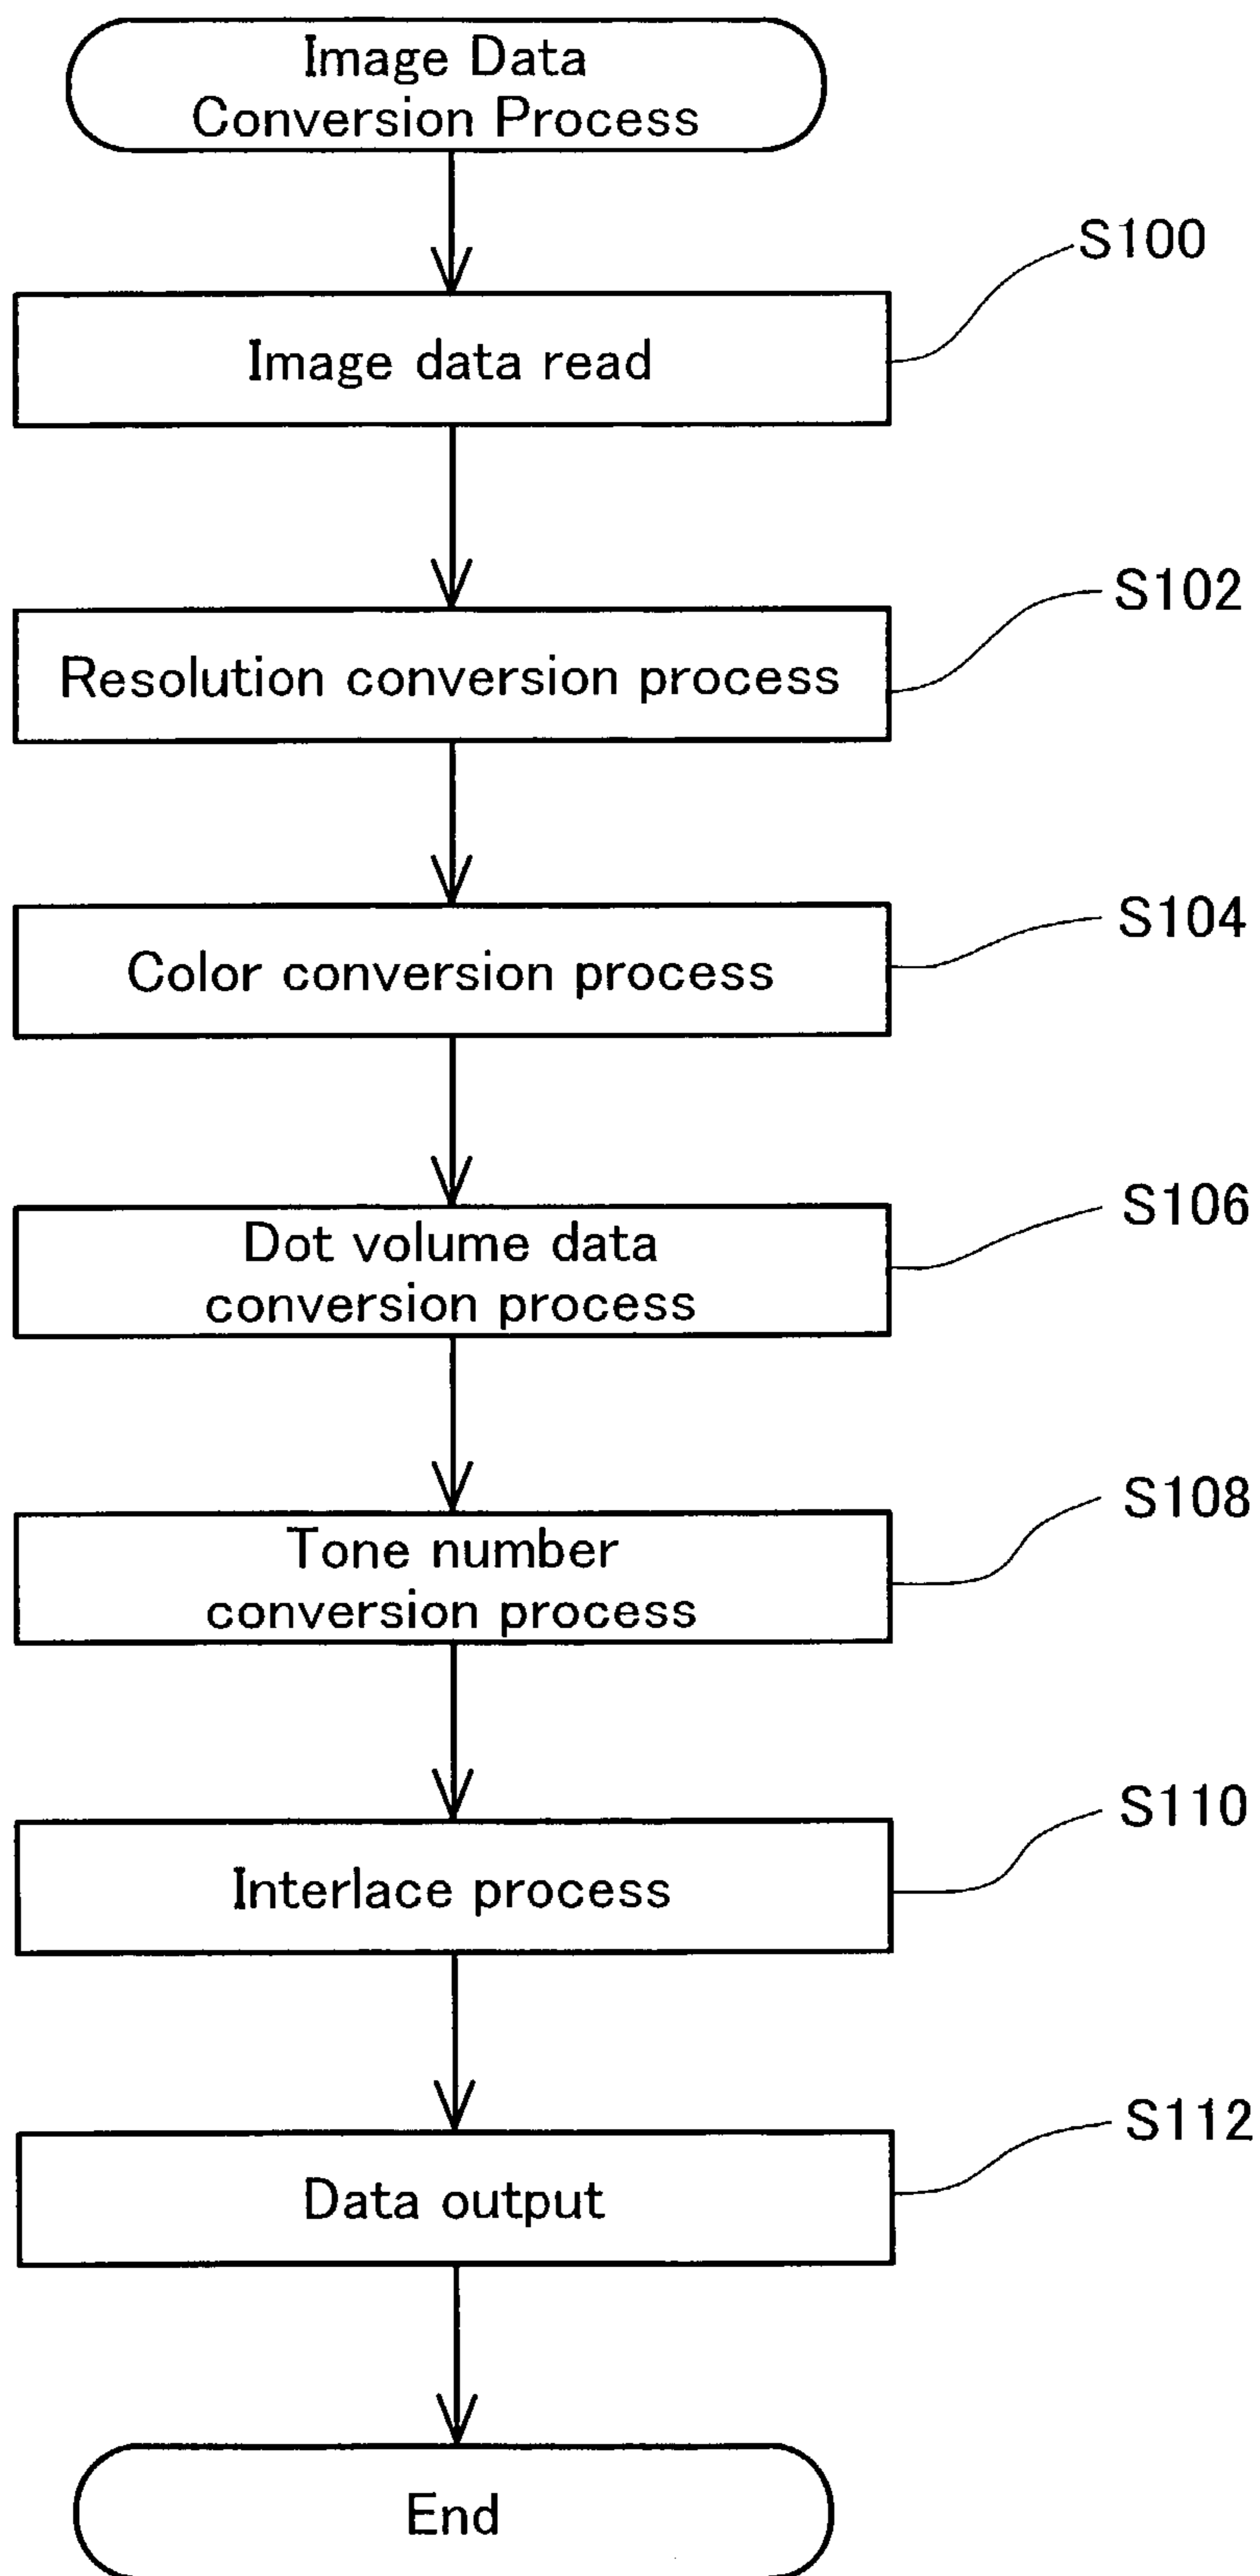 Image Data
Conversion Process
S100
Image data read
S102
Resolution conversion process
S104
Color conversion process
S106
Dot volume data
conversion process
S108
Tone number
conversion process
S110
Interlace process
S112
Data output
End